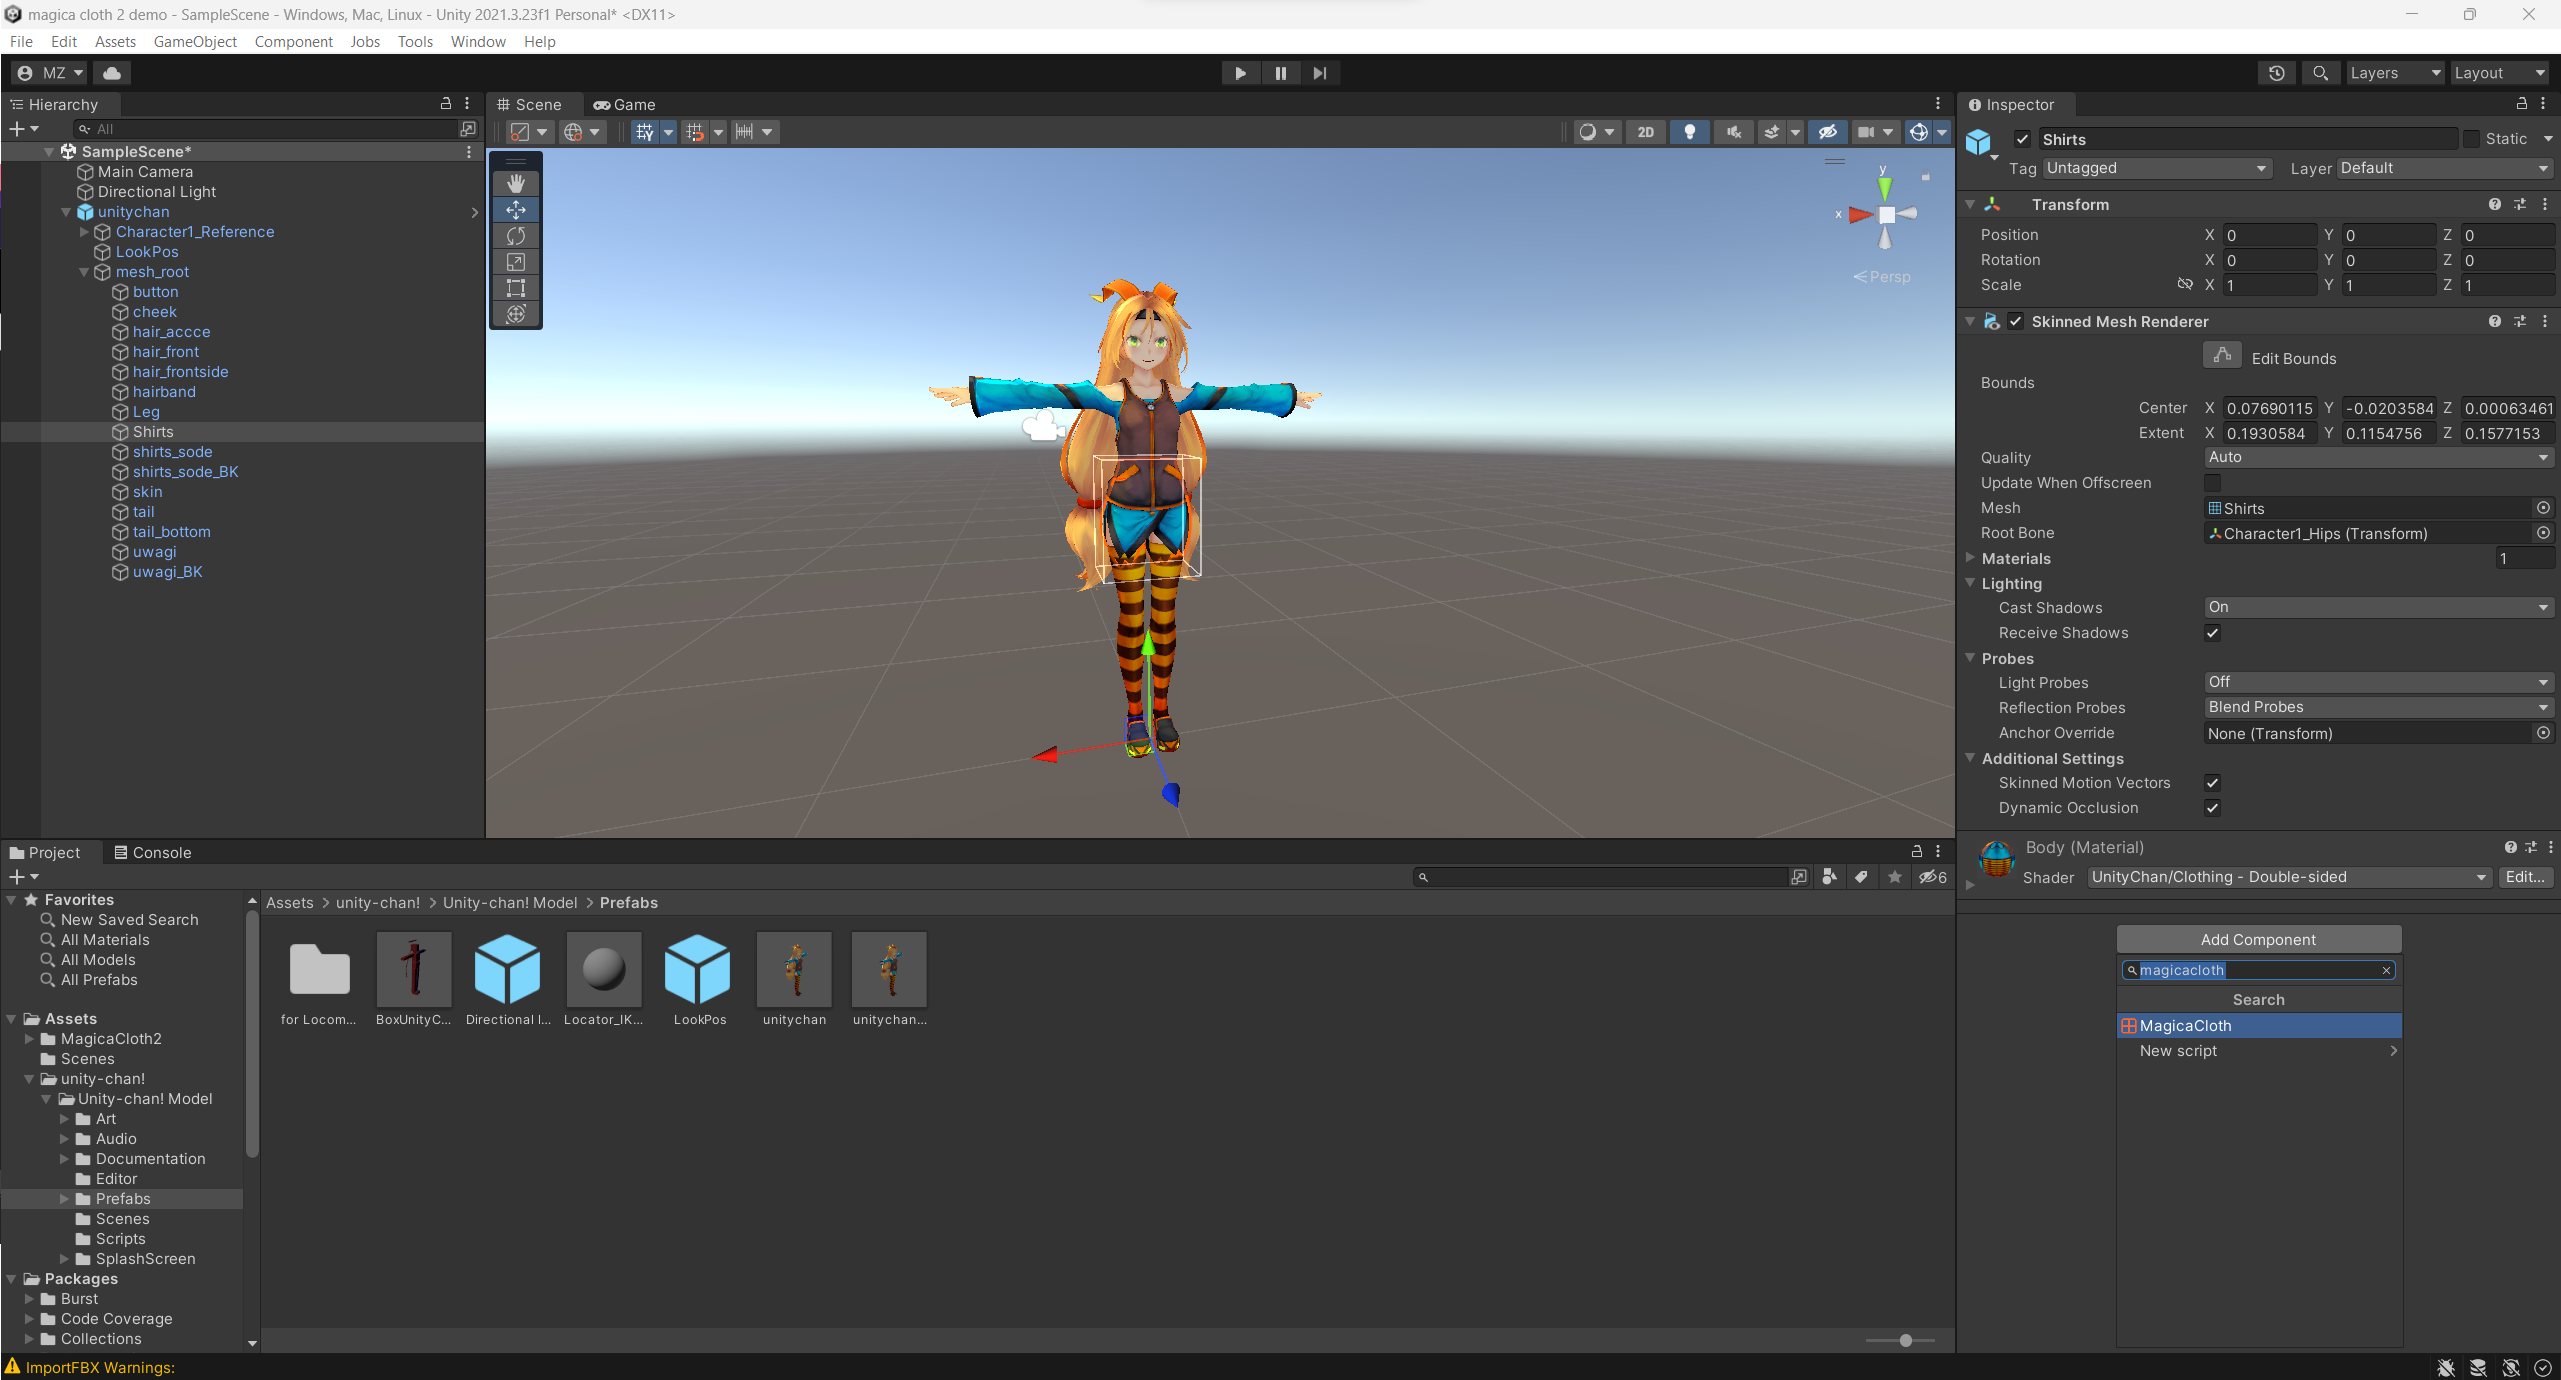 magica cloth 2 demo - SampleScene - Windows, Mac, Linux - Unity 2021.3.23f1 Personal* <DX11>
File Edit Assets GameObject Component Jobs Tools Window Help
MZ
Layers
Layout
Hierarchy
All
SampleScene*
Main Camera
Directional Light
unitychan
Character1_Reference
LookPos
mesh_root
button
cheek
hair_accce
hair_front
hair_frontside
hairband
Leg
Shirts
shirts_sode
shirts_sode_BK
skin
tail
tail_bottom
uwagi
uwagi_BK
Scene
Game
2D
y
x
Persp
Inspector
Shirts
Static
Tag Untagged
Layer Default
Transform
Position X 0 Y 0 Z 0
Rotation X 0 Y 0 Z 0
Scale X 1 Y 1 Z 1
Skinned Mesh Renderer
Edit Bounds
Bounds
Center X 0.07690115 Y -0.0203584 Z 0.00063461
Extent X 0.1930584 Y 0.1154756 Z 0.1577153
Quality Auto
Update When Offscreen
Mesh Shirts
Root Bone Character1_Hips (Transform)
Materials 1
Lighting
Cast Shadows On
Receive Shadows
Probes
Light Probes Off
Reflection Probes Blend Probes
Anchor Override None (Transform)
Additional Settings
Skinned Motion Vectors
Dynamic Occlusion
Body (Material)
Shader UnityChan/Clothing - Double-sided Edit...
Add Component
magicacloth
Search
MagicaCloth
New script
Project
Console
6
Favorites
New Saved Search
All Materials
All Models
All Prefabs
Assets
MagicaCloth2
Scenes
unity-chan!
Unity-chan! Model
Art
Audio
Documentation
Editor
Prefabs
Scenes
Scripts
SplashScreen
Packages
Burst
Code Coverage
Collections
Assets > unity-chan! > Unity-chan! Model > Prefabs
for Locom...
BoxUnityC...
Directional l...
Locator_IK...
LookPos
unitychan
unitychan...
ImportFBX Warnings: